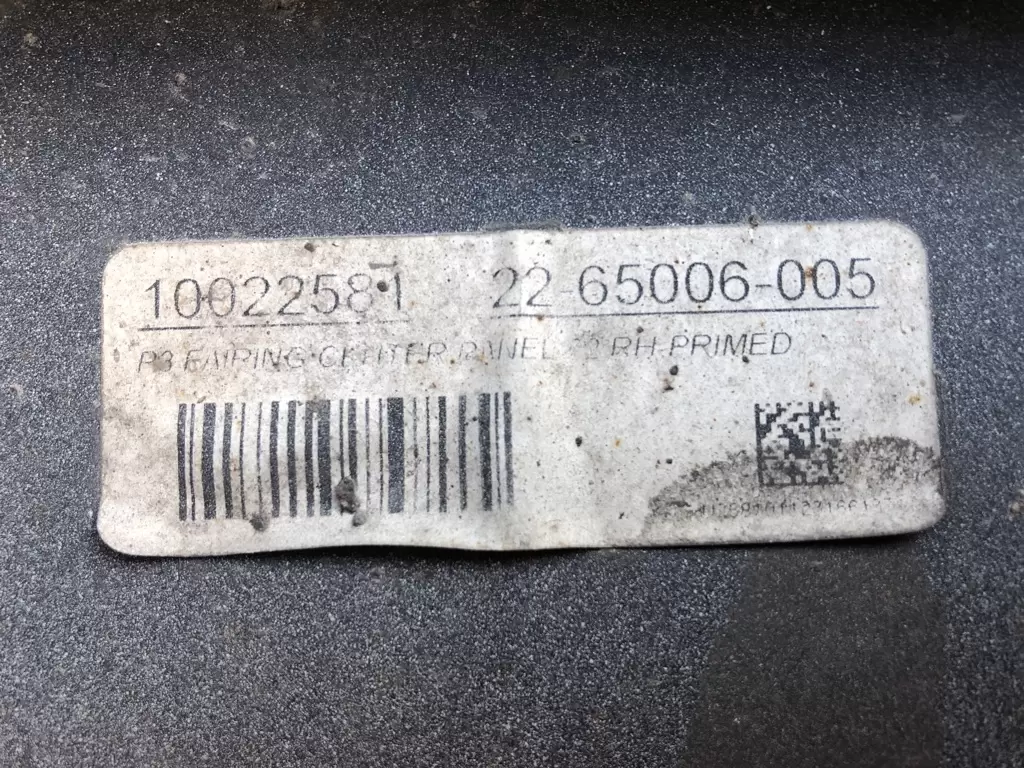 10022581 22-65006-005
P3 FAIRING CENTER PANEL RH PRIMED